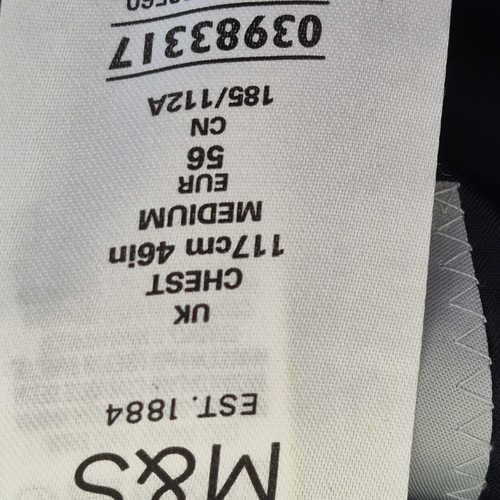 M&S
EST. 1884
UK
CHEST
117cm 46in
MEDIUM
EUR
56
CN
185/112A
03983317